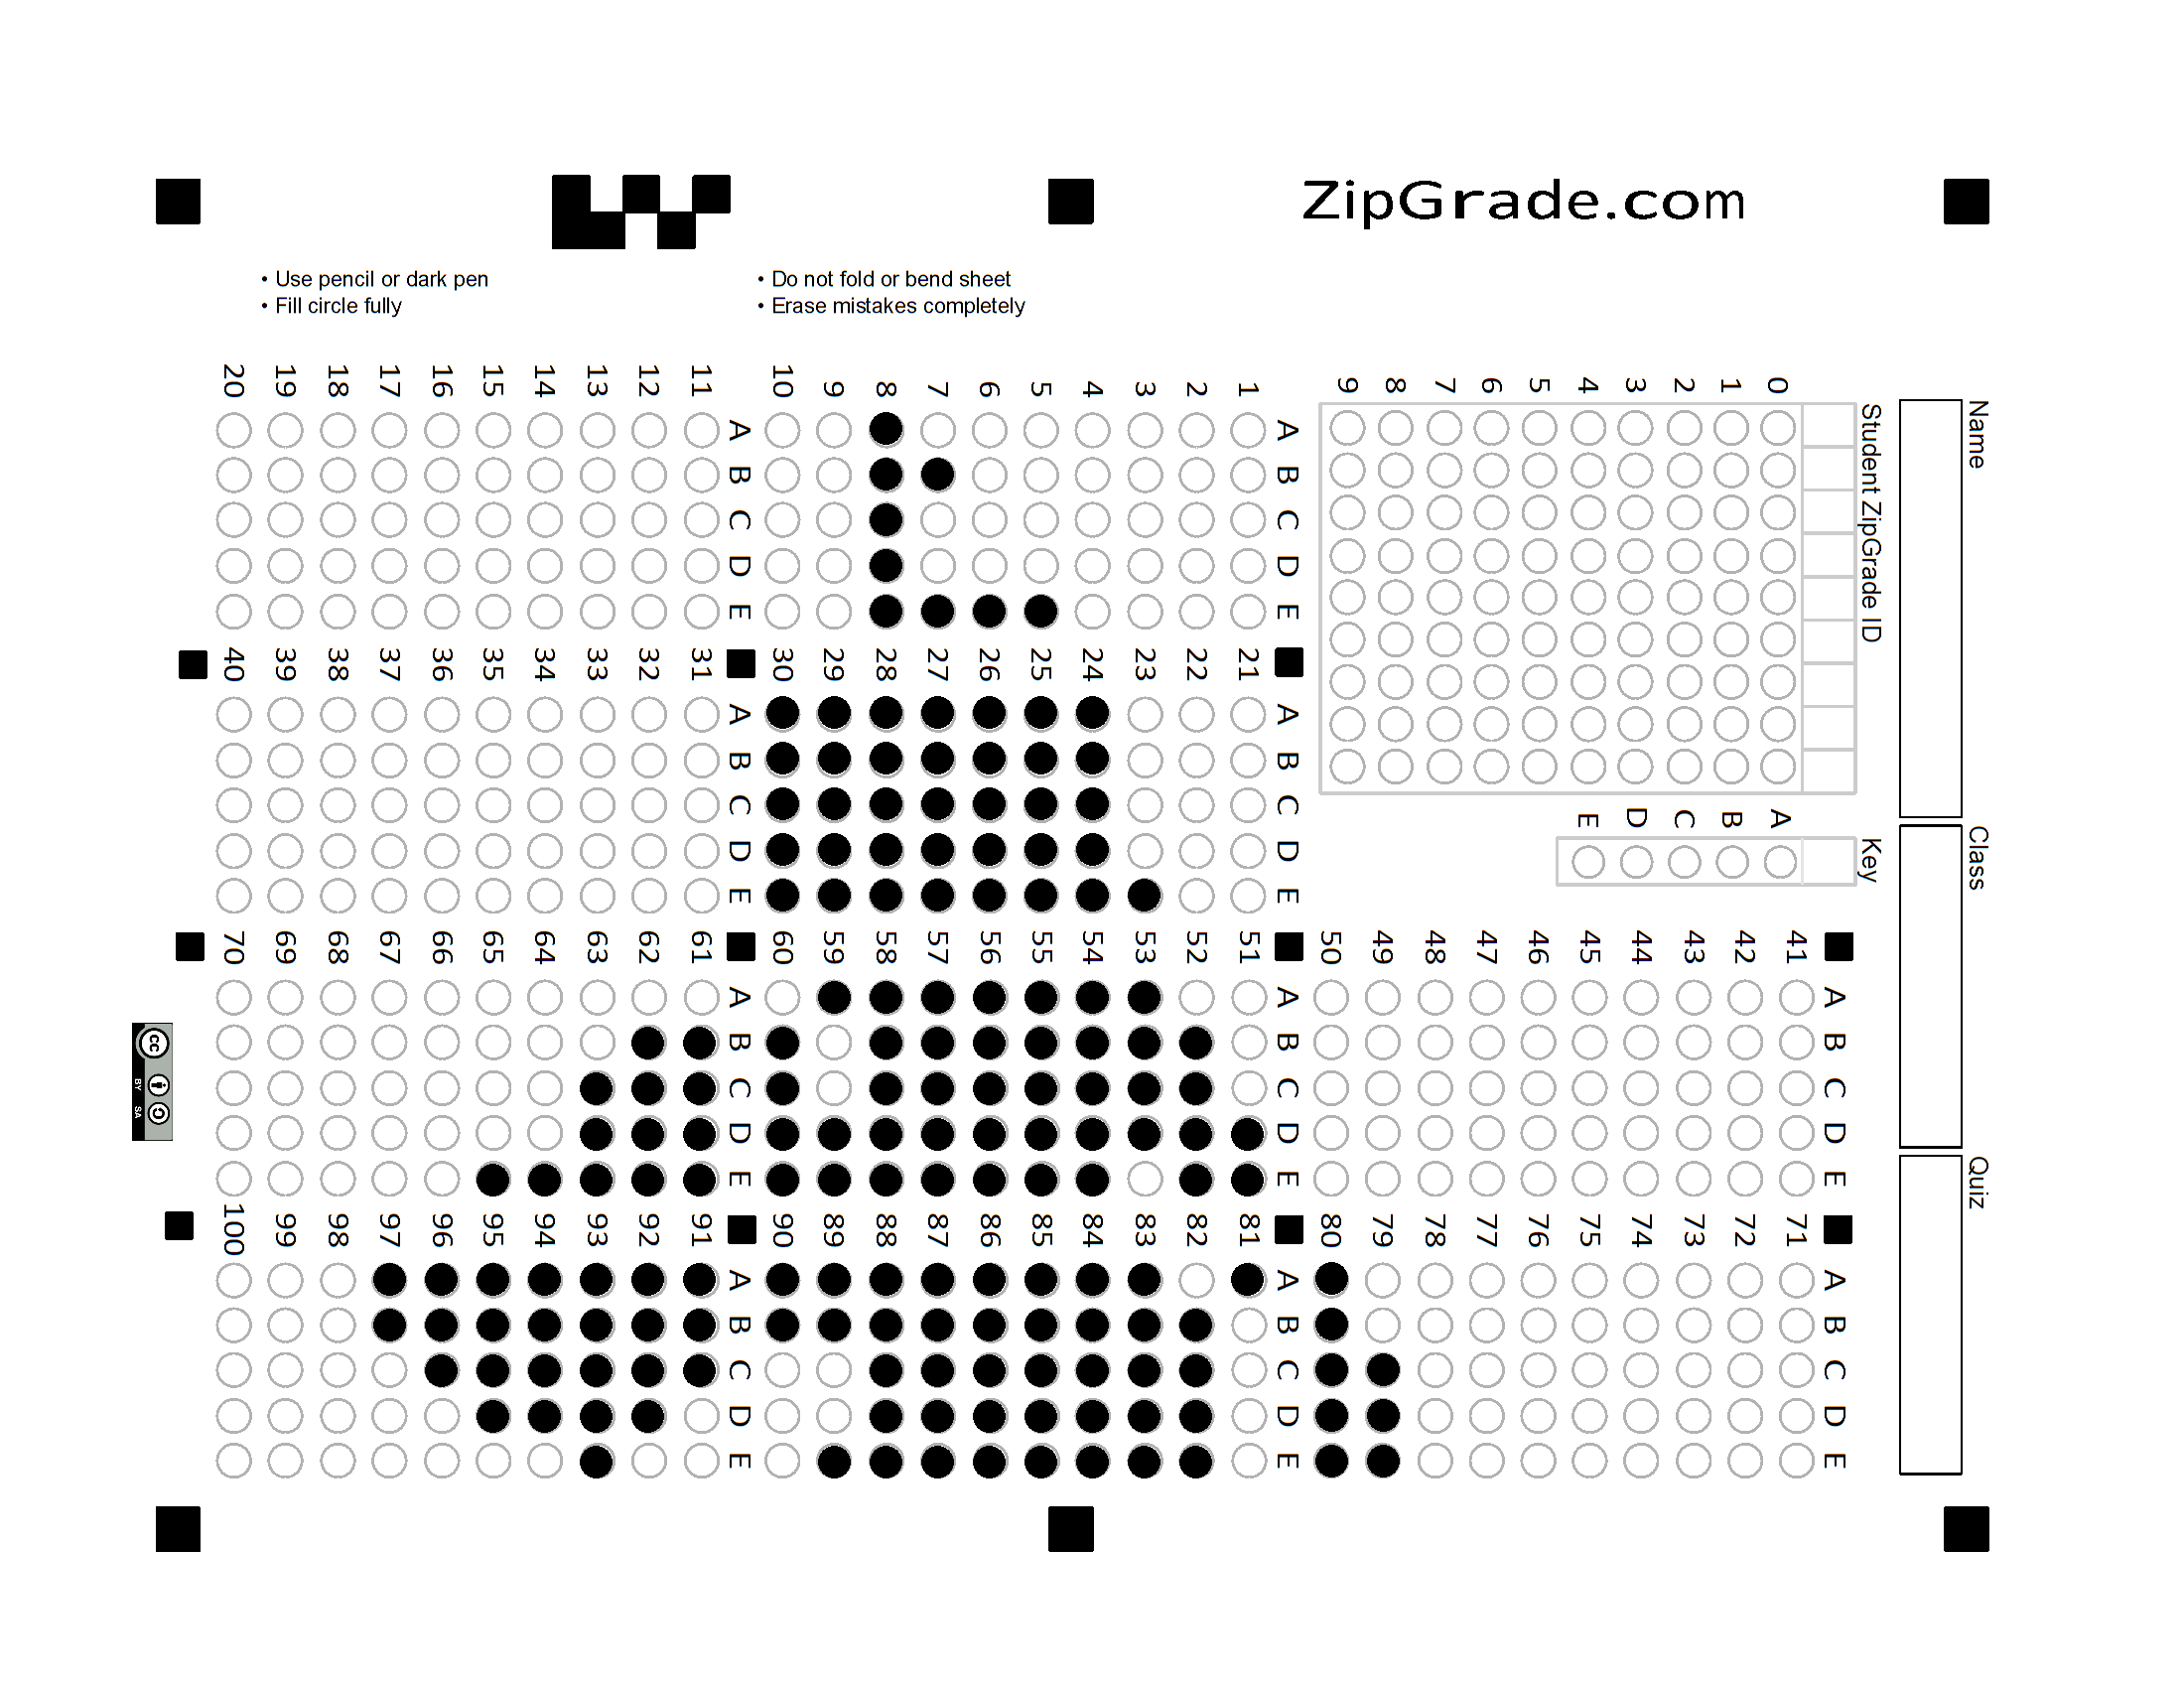 ZipGrade.com
• Use pencil or dark pen
• Fill circle fully
• Do not fold or bend sheet
• Erase mistakes completely
Name
Class
Quiz
Student ZipGrade ID
0 1 2 3 4 5 6 7 8 9
Key
A B C D E
1 2 3 4 5 6 7 8 9 10
A B C D E
11 12 13 14 15 16 17 18 19 20
A B C D E
21 22 23 24 25 26 27 28 29 30
A B C D E
31 32 33 34 35 36 37 38 39 40
A B C D E
41 42 43 44 45 46 47 48 49 50
A B C D E
51 52 53 54 55 56 57 58 59 60
A B C D E
61 62 63 64 65 66 67 68 69 70
A B C D E
71 72 73 74 75 76 77 78 79 80
A B C D E
81 82 83 84 85 86 87 88 89 90
A B C D E
91 92 93 94 95 96 97 98 99 100
A B C D E
cc
BY SA